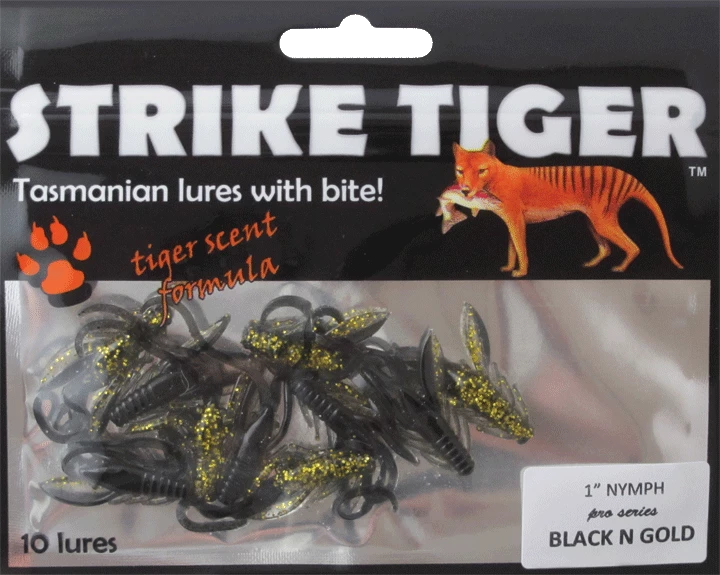 STRIKE TIGER
TM
Tasmanian lures with bite!
tiger scent
formula
10 lures
1” NYMPH
pro series
BLACK N GOLD